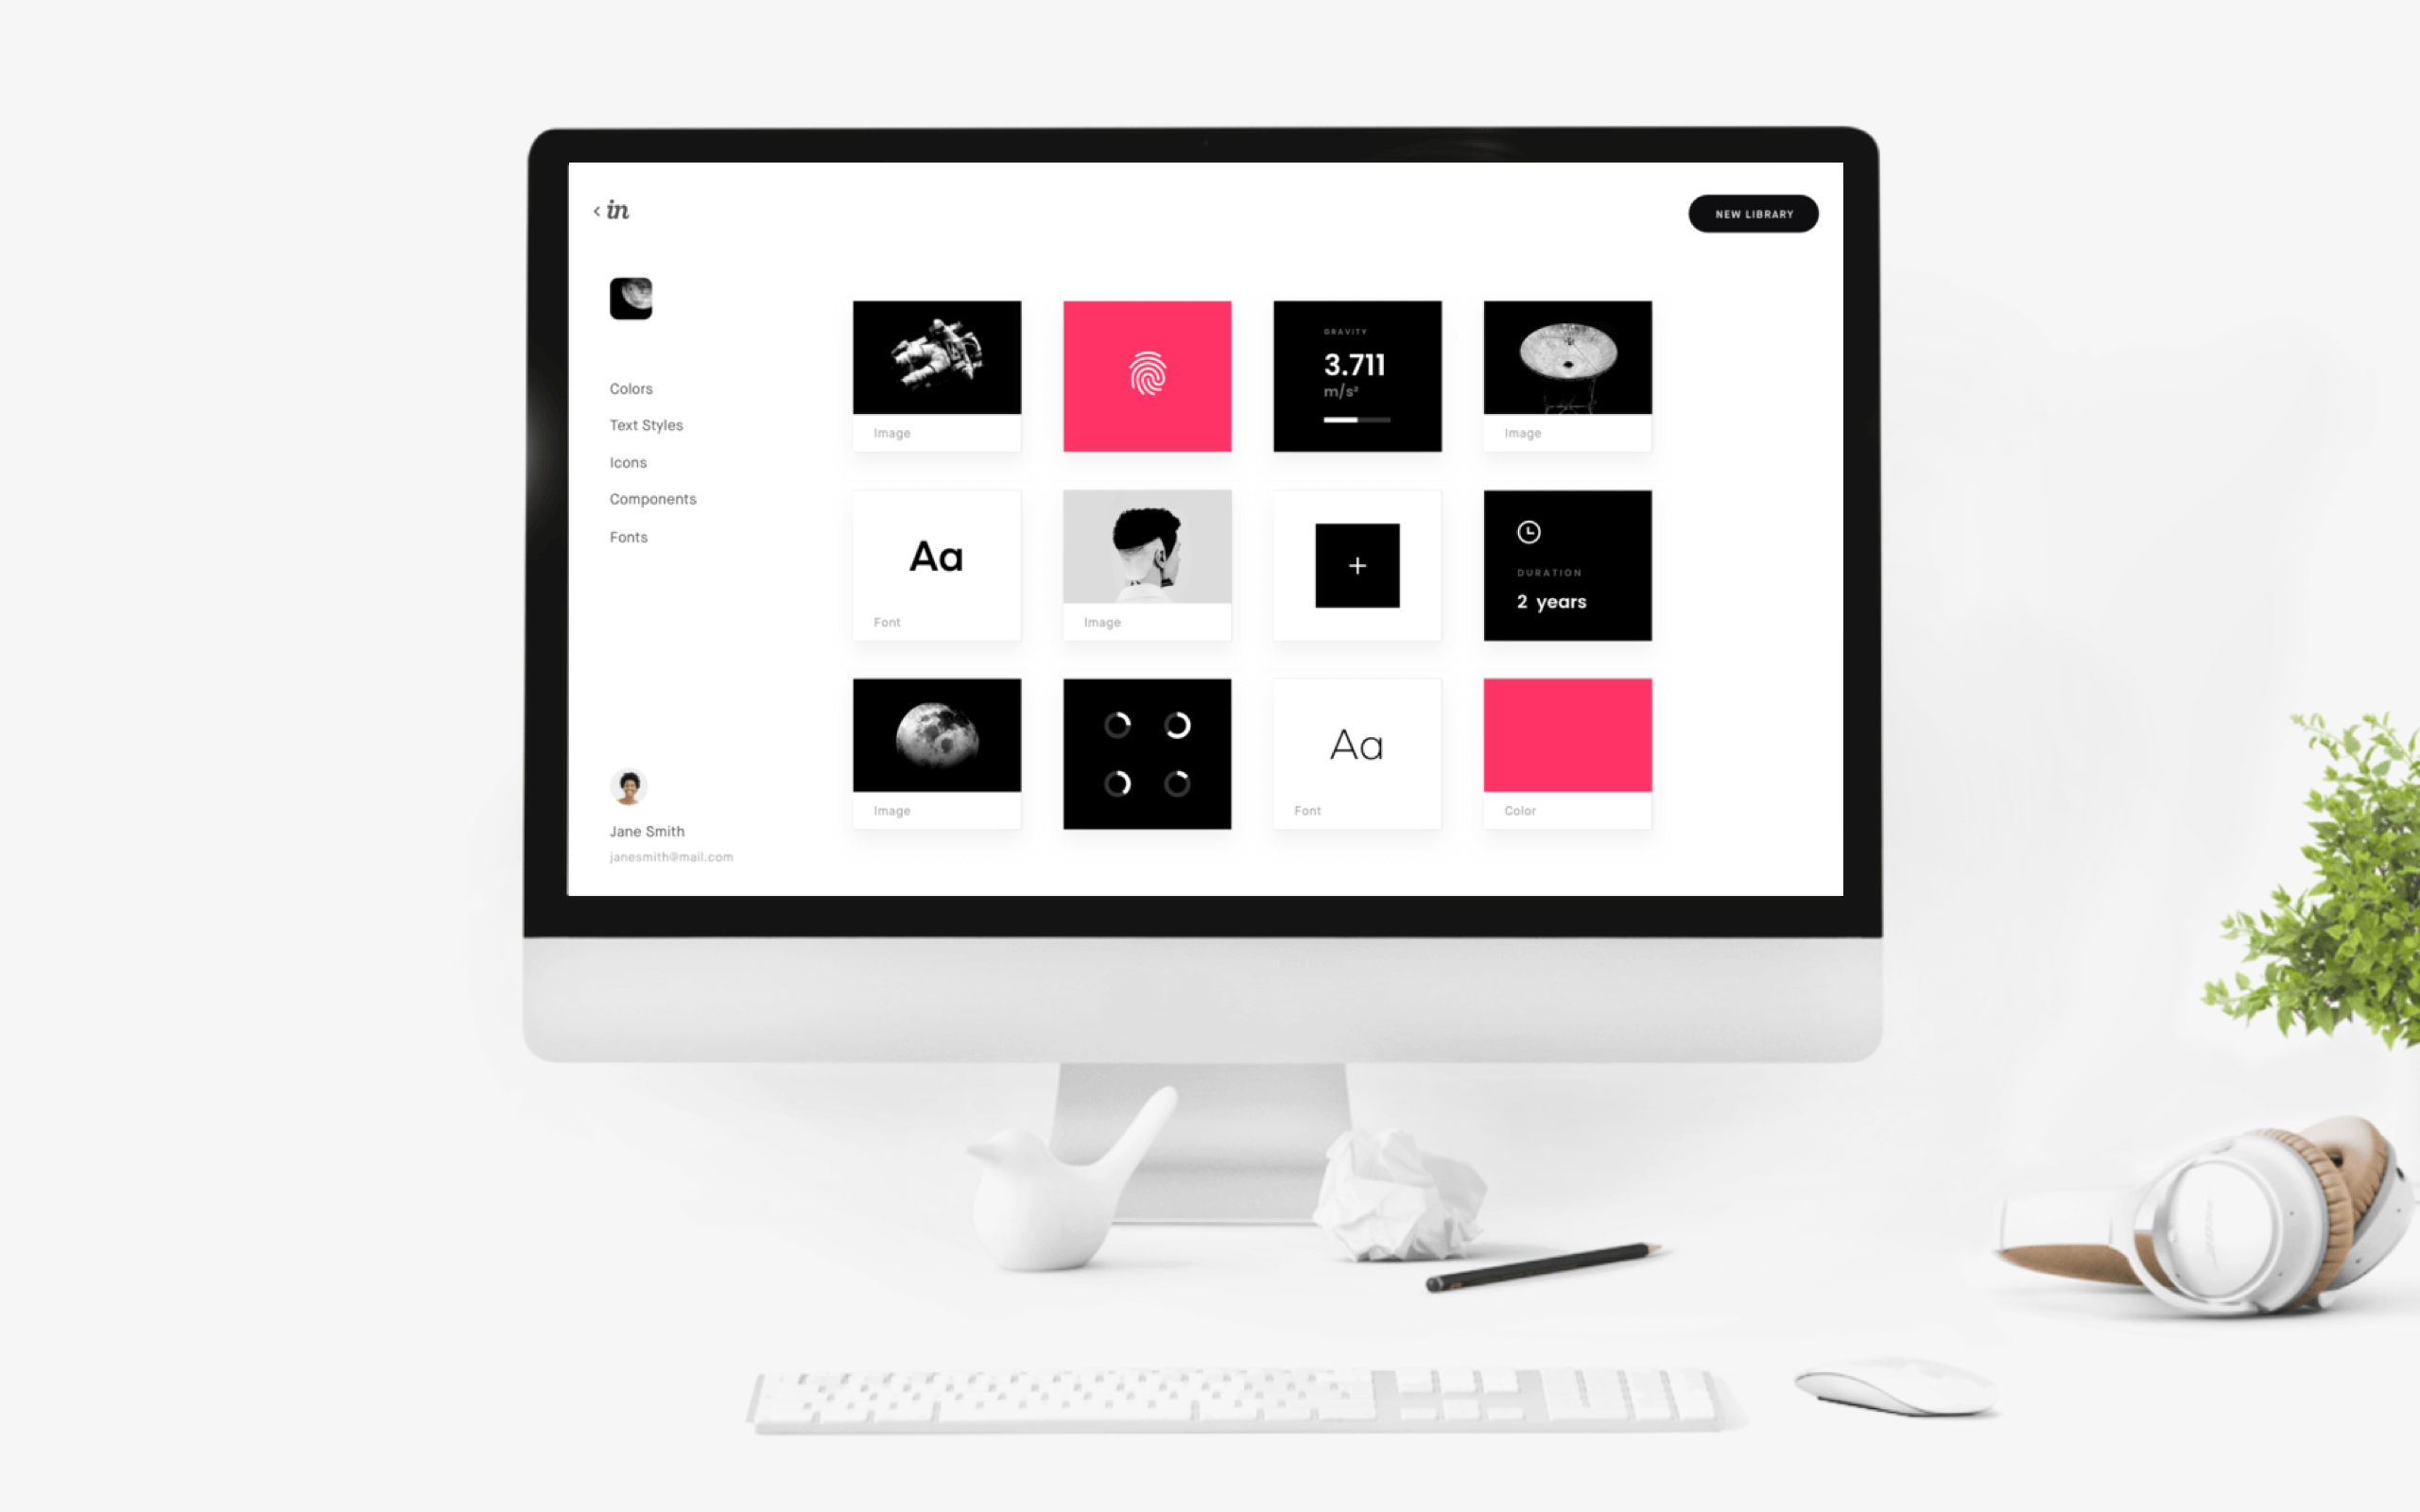 in
NEW LIBRARY
Colors
Text Styles
Icons
Components
Fonts
Jane Smith
janesmith@mail.com
Image
GRAVITY
3.711
m/s²
Image
Aa
Font
Image
+
DURATION
2 years
Image
Aa
Font
Color